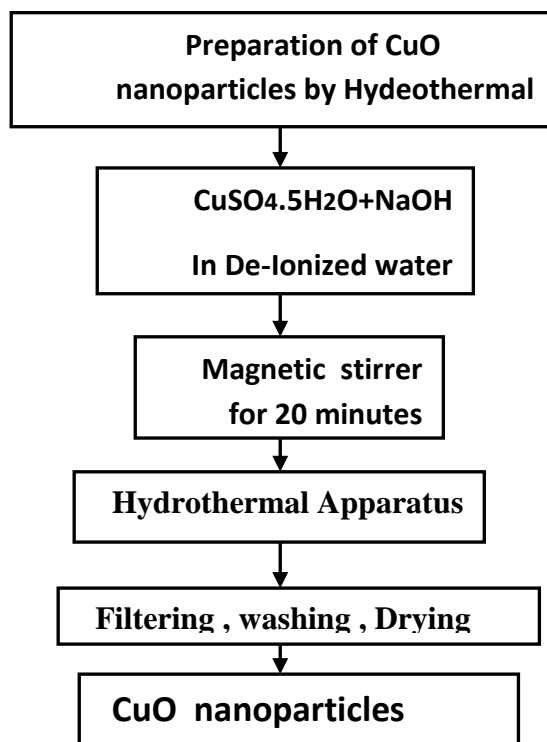 Preparation of CuO
nanoparticles by Hydeothermal
CuSO4.5H2O+NaOH
In De-Ionized water
Magnetic stirrer
for 20 minutes
Hydrothermal Apparatus
Filtering , washing , Drying
CuO nanoparticles